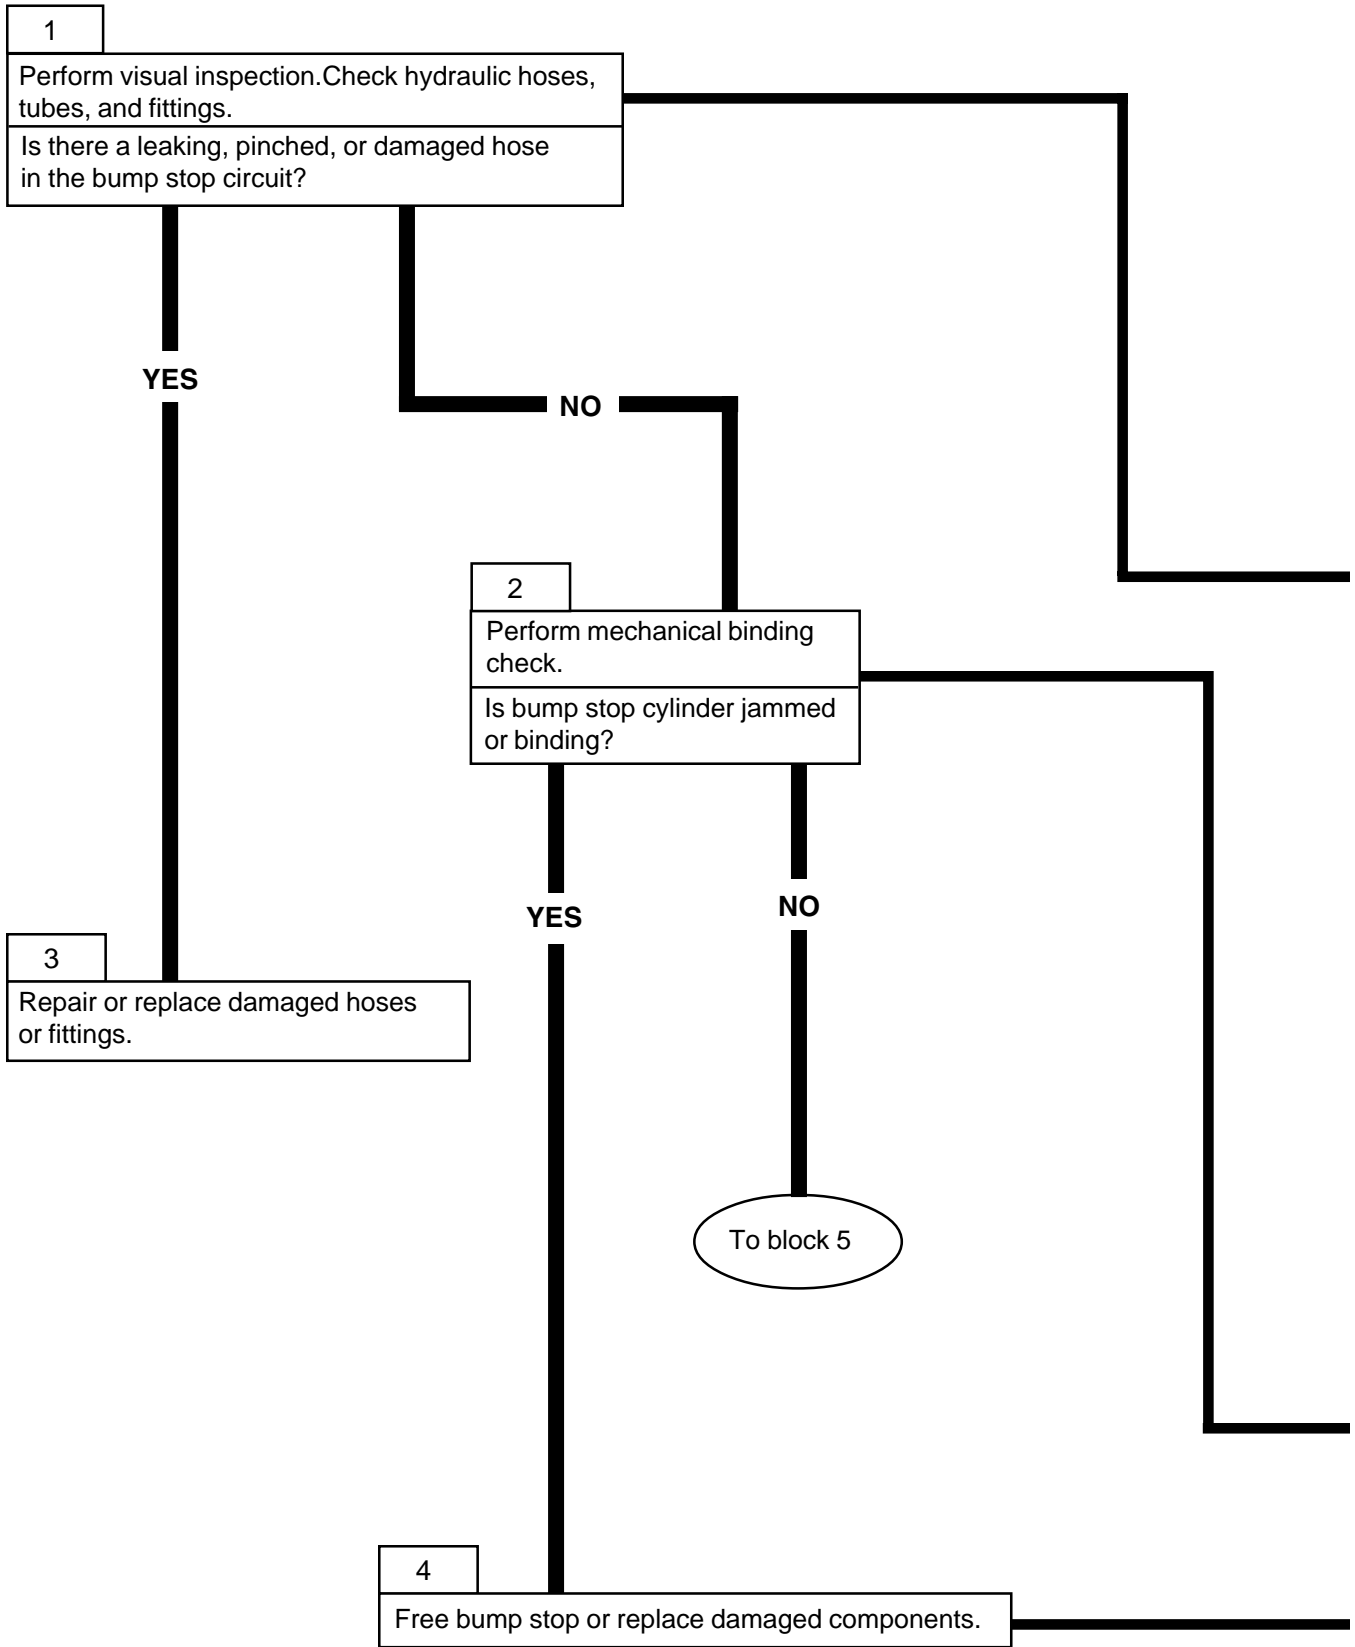 1
Perform visual inspection.Check hydraulic hoses,
tubes, and fittings.
Is there a leaking, pinched, or damaged hose
in the bump stop circuit?
YES
NO
2
Perform mechanical binding
check.
Is bump stop cylinder jammed
or binding?
YES
NO
3
Repair or replace damaged hoses
or fittings.
To block 5
4
Free bump stop or replace damaged components.